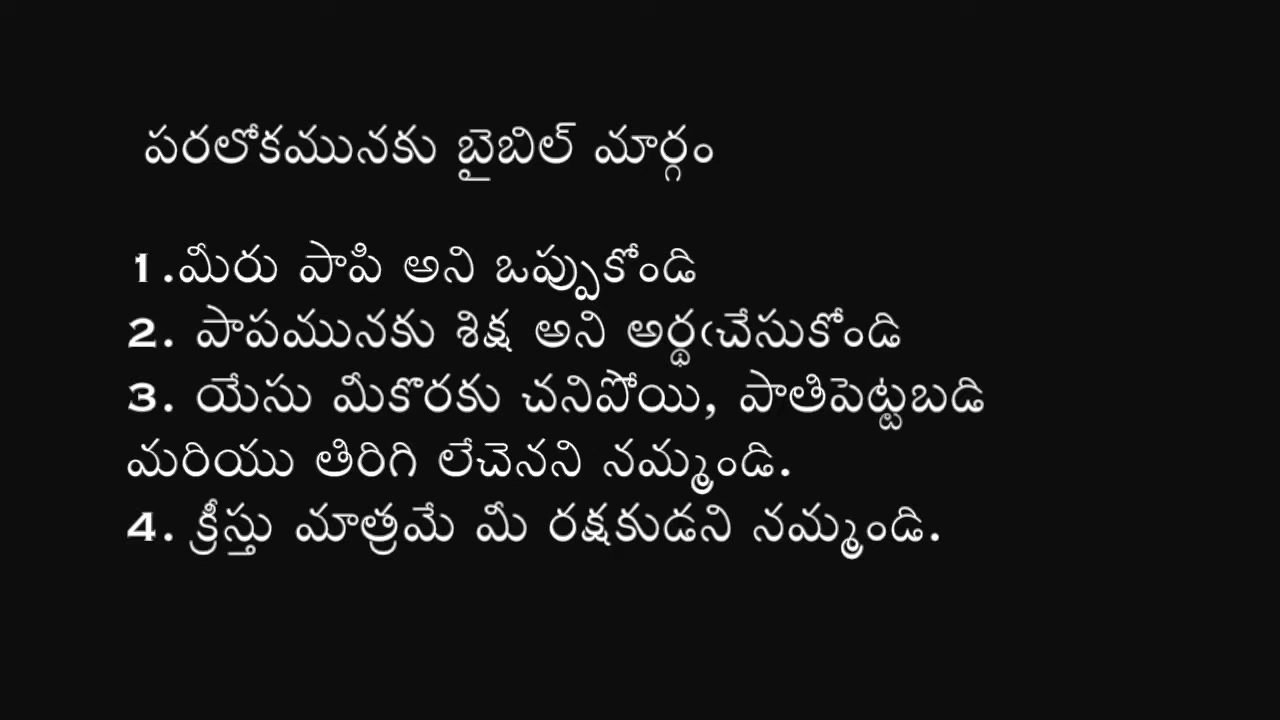 పరలోకమునకు బైబిల్ మార్గం
1.మీరు పాపి అని ఒప్పుకోండి
2. పాపమునకు శిక్ష అని అర్థఁచేసుకోండి
3. యేసు మీకొరకు చనిపోయి, పాతిపెట్టబడి
మరియు తిరిగి లేచెనని నమ్మండి.
4. క్రీస్తు మాత్రమే మీ రక్షకుడని నమ్మండి.